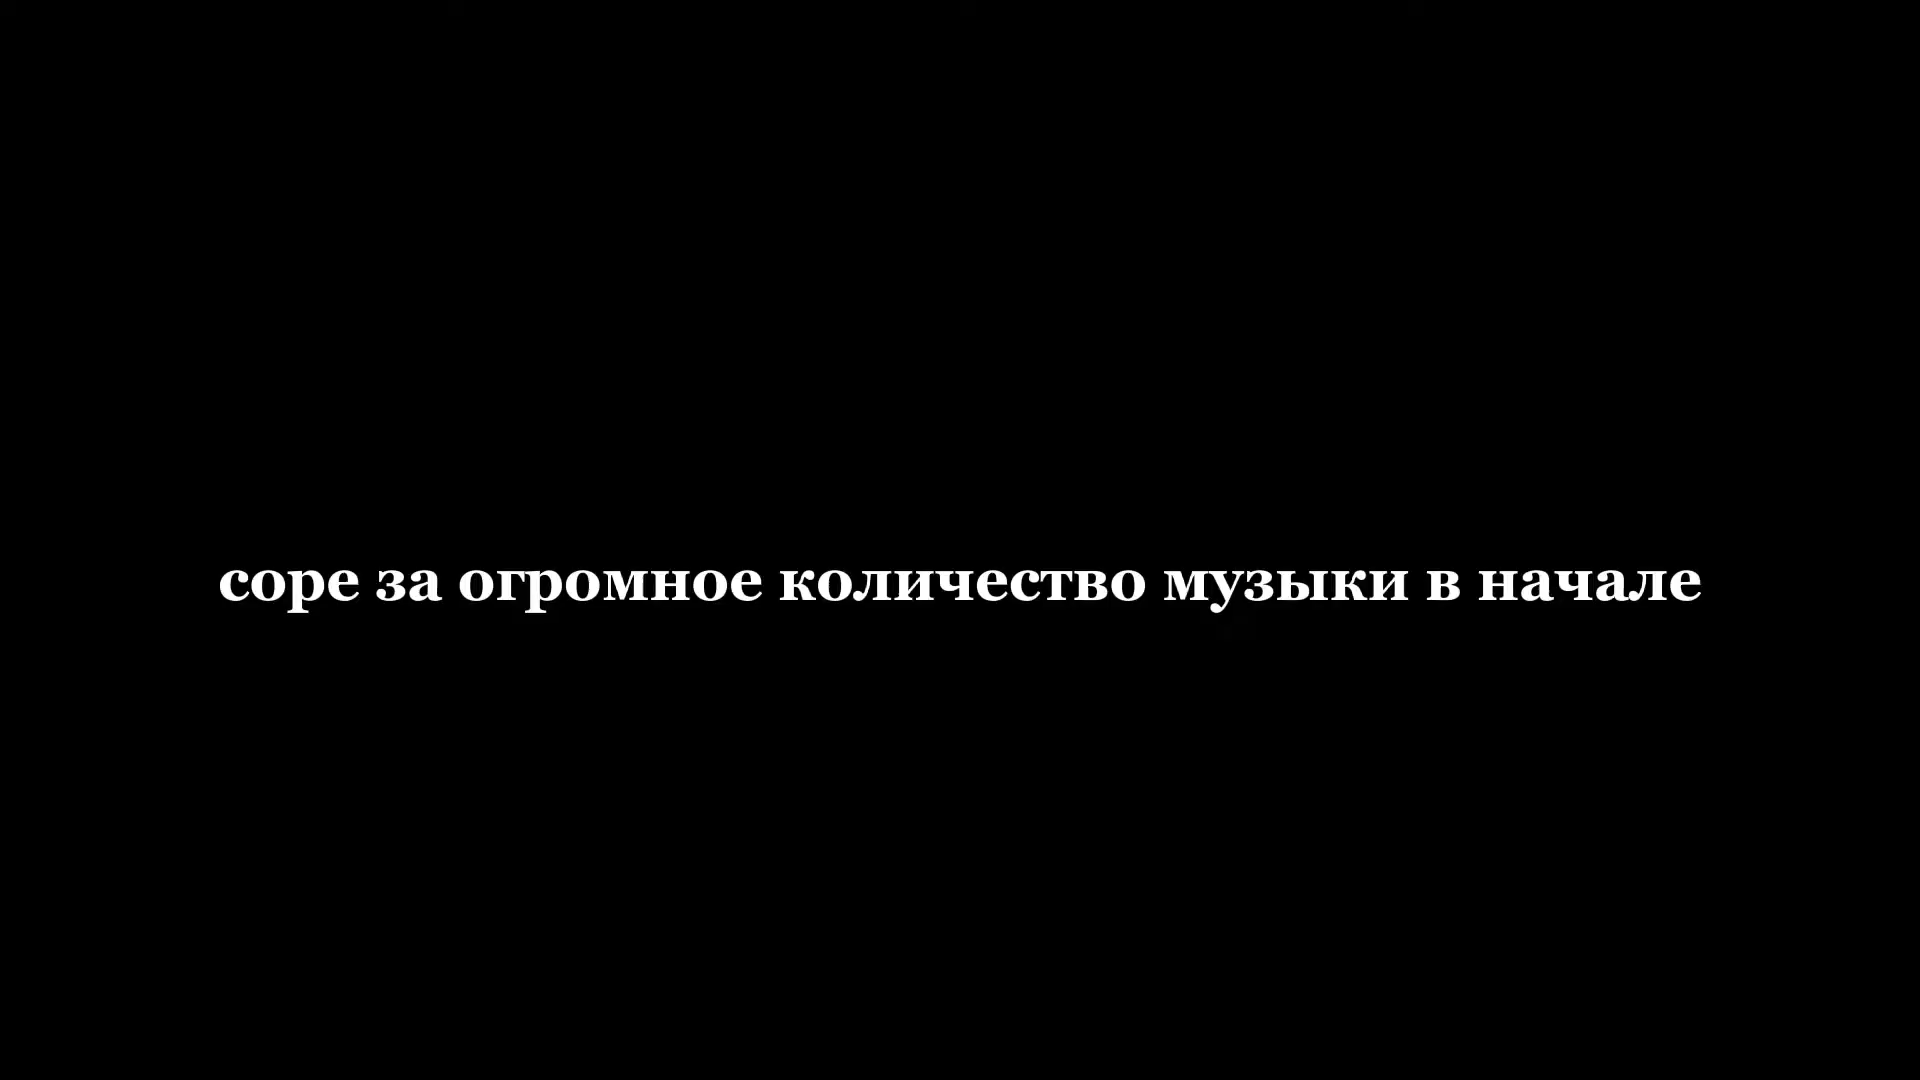 соре за огромное количество музыки в начале